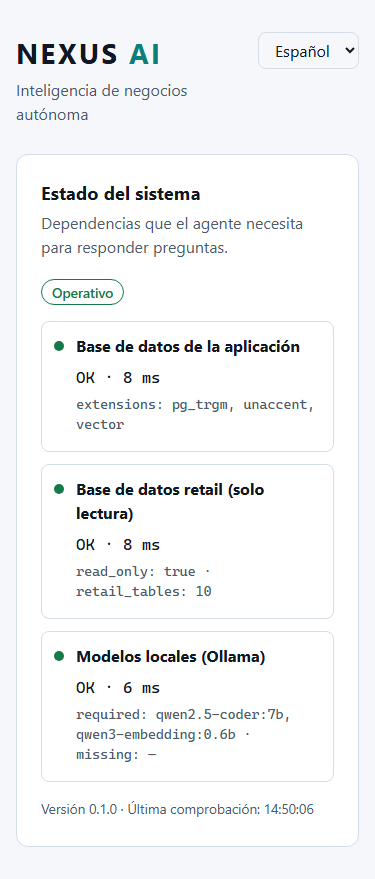 NEXUS AI
Español
Inteligencia de negocios
autónoma
Estado del sistema
Dependencias que el agente necesita
para responder preguntas.
Operativo
Base de datos de la aplicación
OK · 8 ms
extensions: pg_trgm, unaccent,
vector
Base de datos retail (solo
lectura)
OK · 8 ms
read_only: true ·
retail_tables: 10
Modelos locales (Ollama)
OK · 6 ms
required: qwen2.5-coder:7b,
qwen3-embedding:0.6b ·
missing: —
Versión 0.1.0 · Última comprobación: 14:50:06